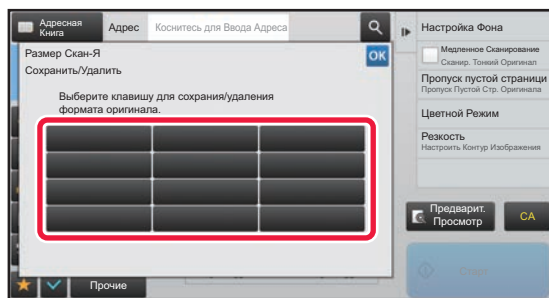 Адресная
Книга
Адрес
Коснитесь для Ввода Адреса
Размер Скан-Я
OK
Сохранить/Удалить
Выберите клавишу для сохрания/удаления
формата оригинала.
Настройка Фона
Медленное Сканирование
Сканир. Тонкий Оригинал
Пропуск пустой страници
Пропуск Пустой Стр. Оригинала
Цветной Режим
Резкость
Настроить Контур Изображения
Предварит.
Просмотр
CA
Прочие